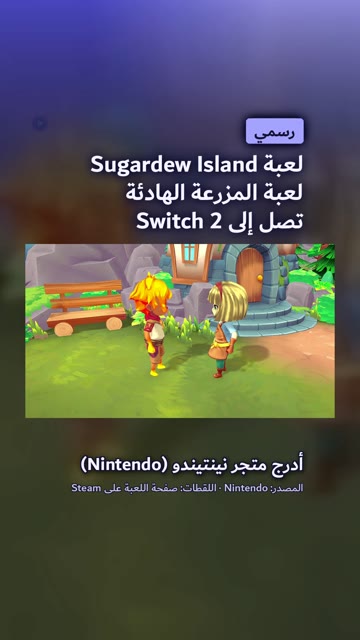 رسمي
لعبة Sugardew Island
لعبة المزرعة الهادئة
تصل إلى Switch 2
أدرج متجر نينتيندو (Nintendo)
المصدر: Nintendo · اللقطات: صفحة اللعبة على Steam